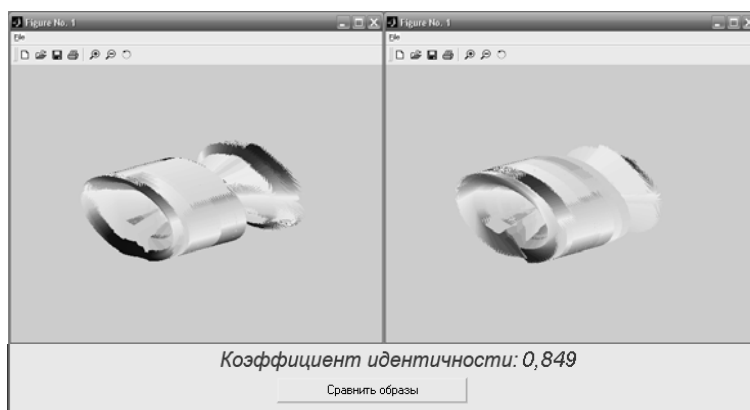 Figure No. 1
File
Figure No. 1
File
Коэффициент идентичности: 0,849
Сравнить образы